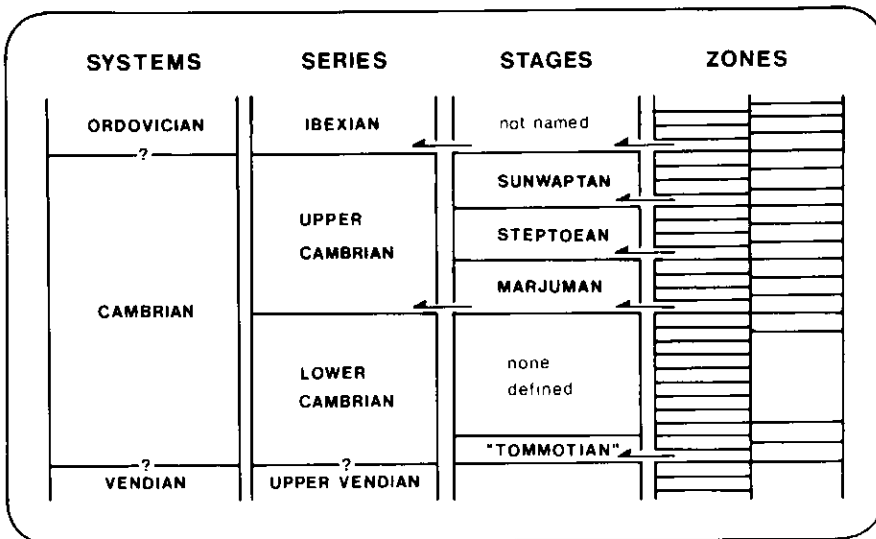 SYSTEMS SERIES STAGES ZONES
ORDOVICIAN IBEXIAN not named
?
SUNWAPTAN
UPPER
CAMBRIAN
STEPTOEAN
MARJUMAN
CAMBRIAN
LOWER
CAMBRIAN
none
defined
"TOMMOTIAN"
? ?
VENDIAN UPPER VENDIAN